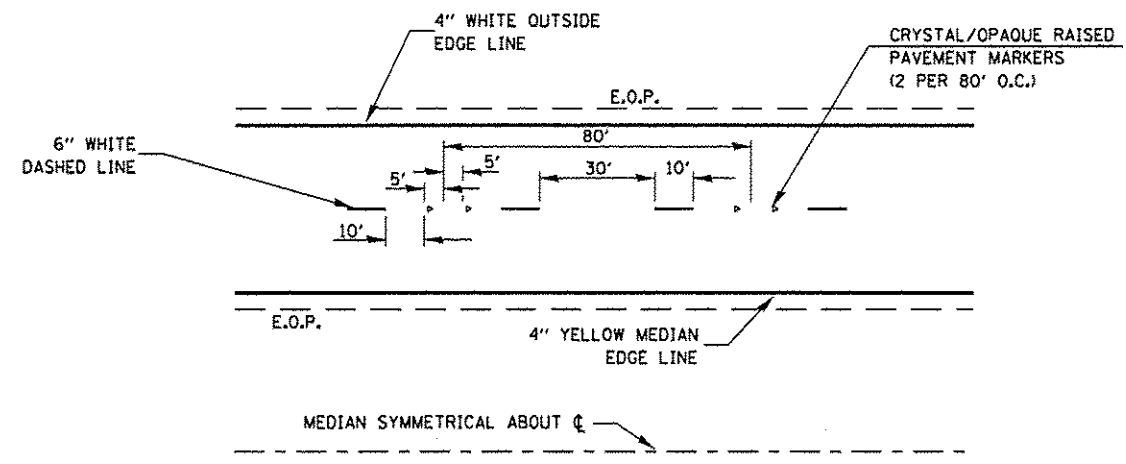 4" WHITE OUTSIDE
EDGE LINE
CRYSTAL/OPAQUE RAISED
PAVEMENT MARKERS
(2 PER 80' O.C.)
E.O.P.
80'
6" WHITE
DASHED LINE
5'
5'
30'
10'
10'
E.O.P.
4" YELLOW MEDIAN
EDGE LINE
MEDIAN SYMMETRICAL ABOUT ℄